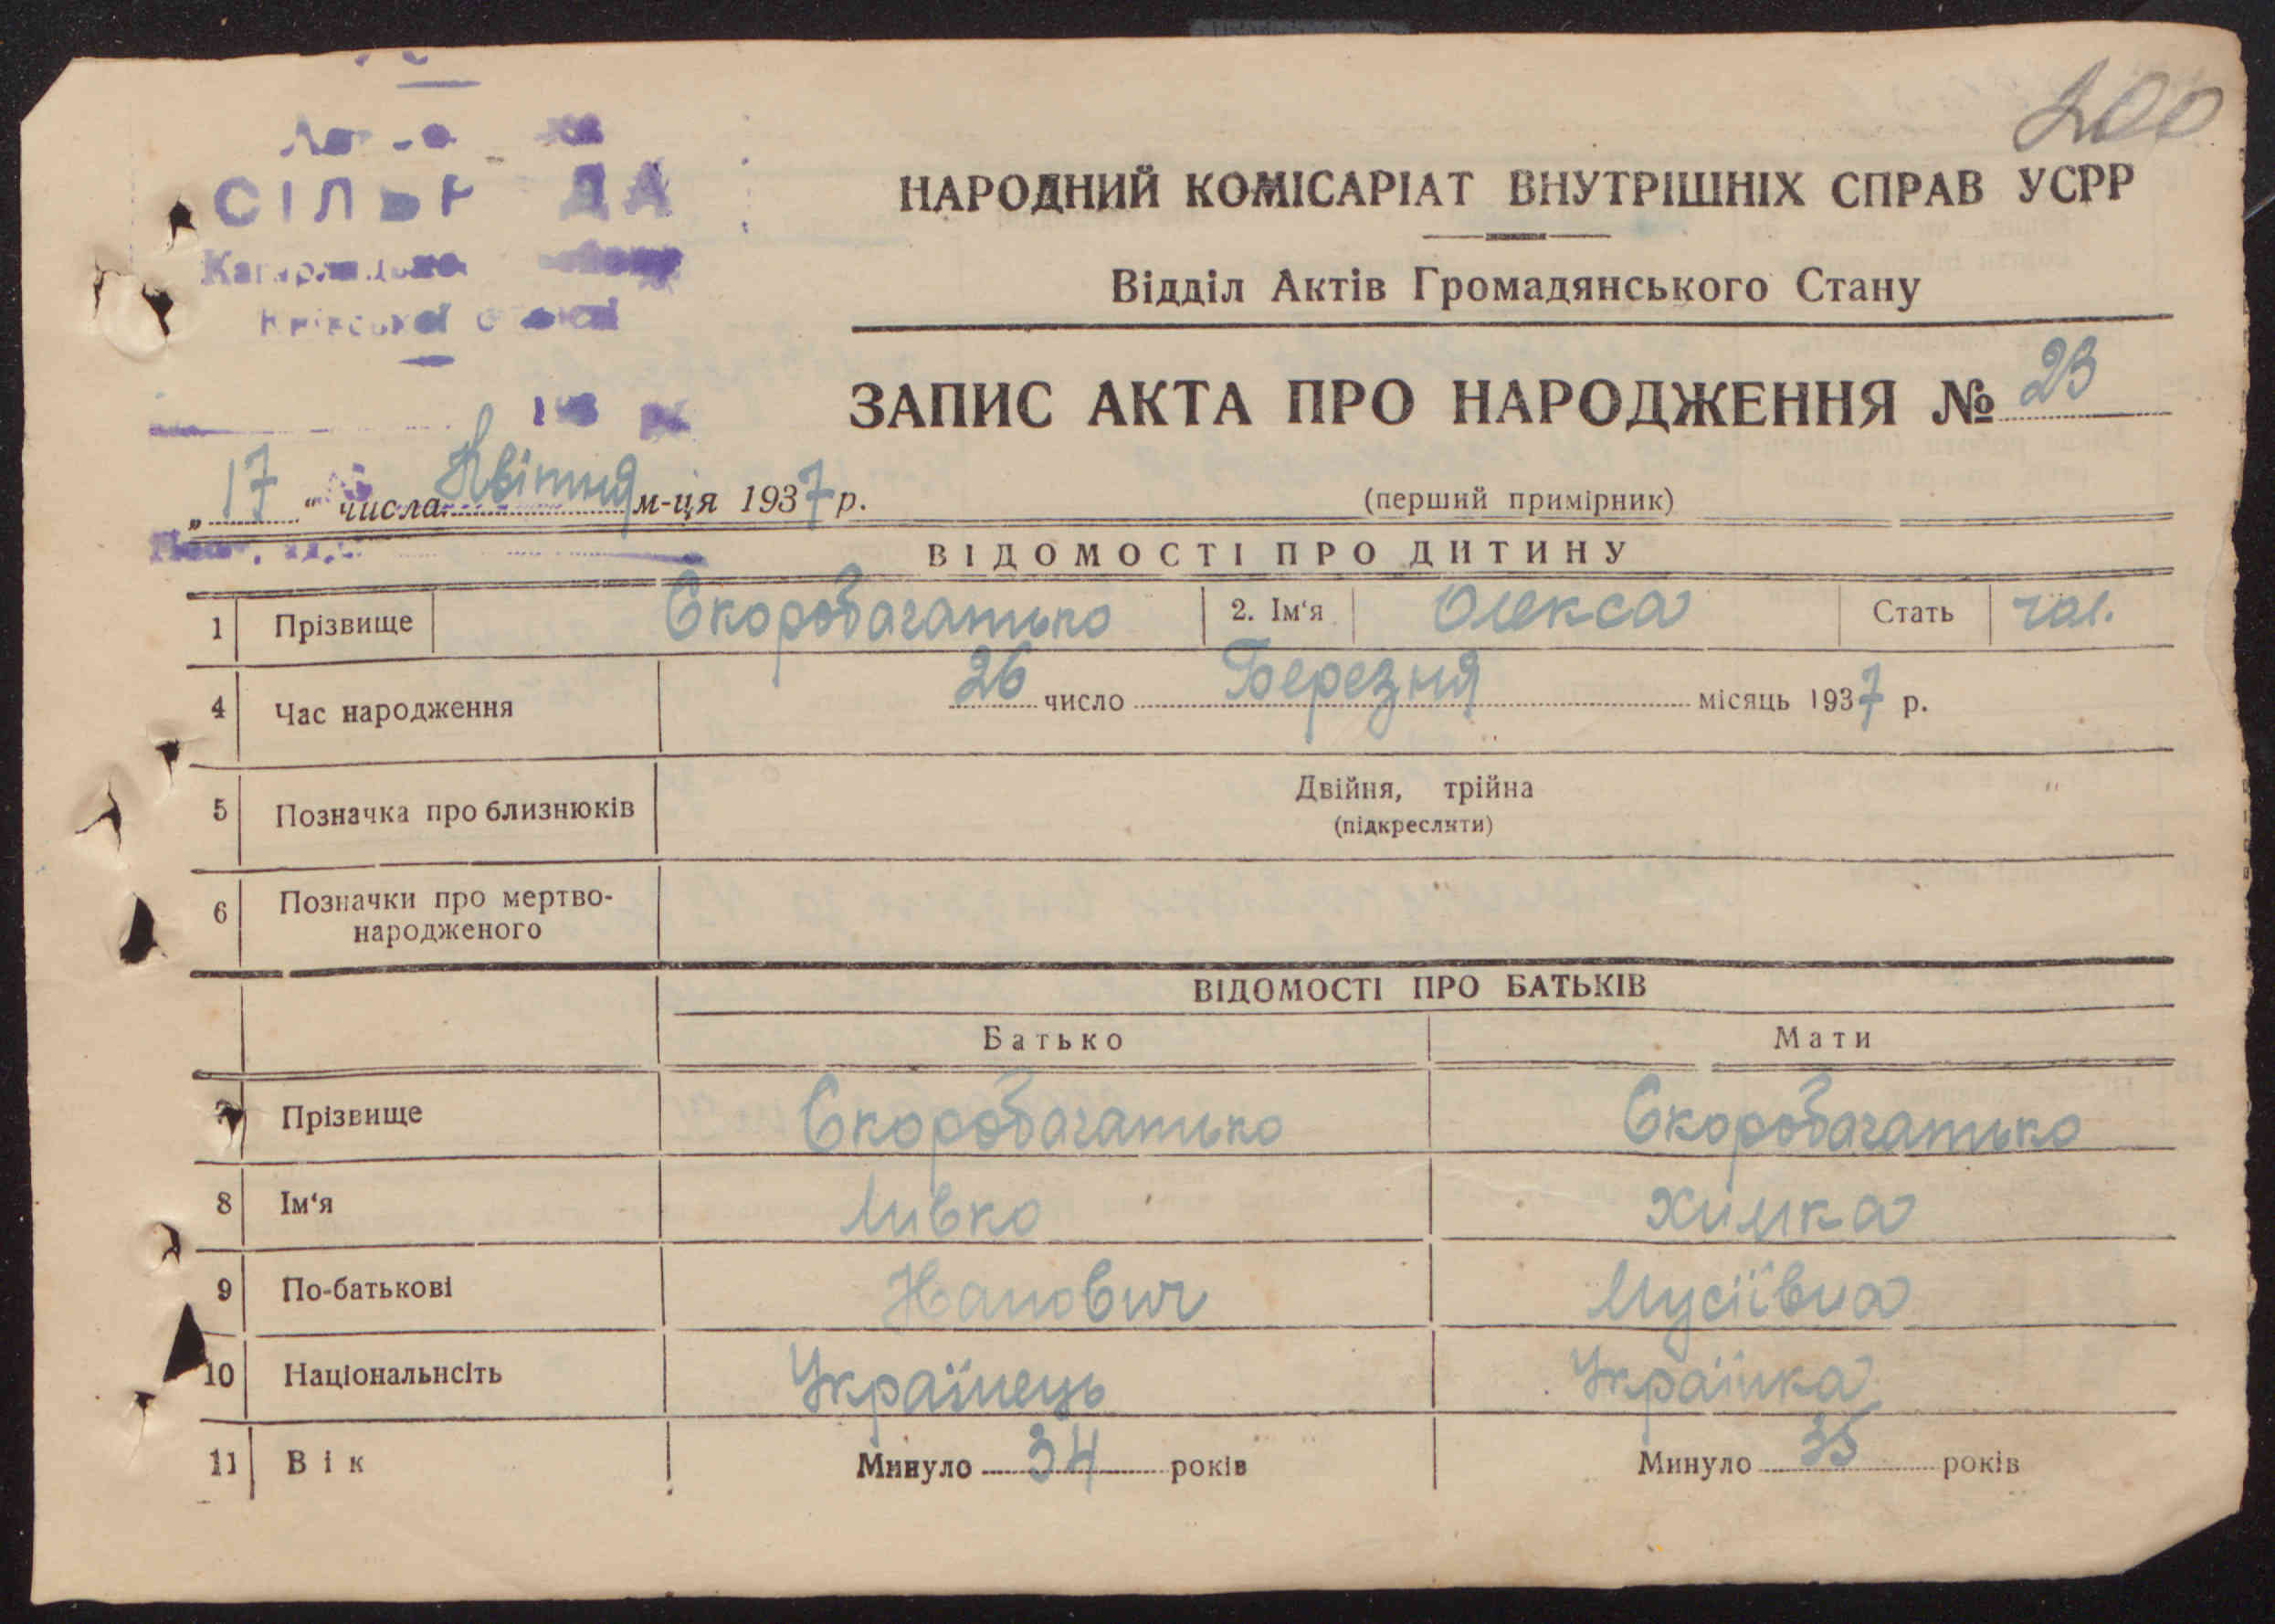 200
СІЛЬР ДА
НАРОДНИЙ КОМІСАРІАТ ВНУТРІШНІХ СПРАВ УСРР
Відділ Актів Громадянського Стану
ЗАПИС АКТА ПРО НАРОДЖЕННЯ № 23
„17“ числа Квітня м-ця 1937 р.
(перший примірник)
ВІДОМОСТІ ПРО ДИТИНУ
1 Прізвище Скоробагатько 2. Ім‘я Олекса Стать чол.
4 Час народження 26 число Березня місяць 1937 р.
5 Позначка про близнюків Двійня, трійна
(підкреслити)
6 Позначки про мертво-
народженого
ВІДОМОСТІ ПРО БАТЬКІВ
Батько Мати
7 Прізвище Скоробагатько Скоробагатько
8 Ім‘я Мивко Химка
9 По-батькові Мусіївна
10 Національнсіть Українець Українка
11 Вік Минуло 34 років Минуло 35 років